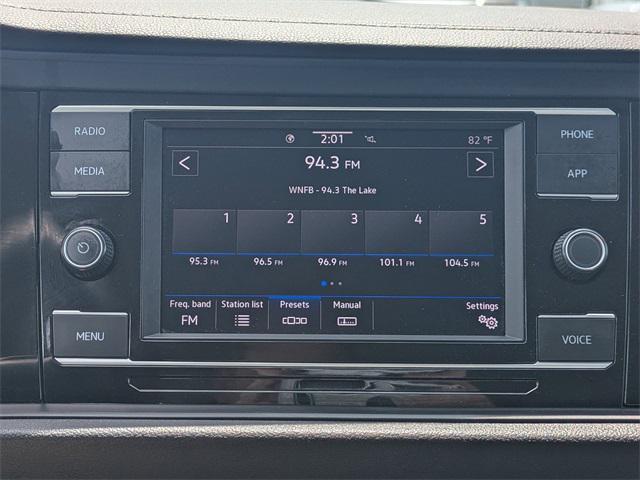 RADIO
MEDIA
MENU
2:01
82 °F
94.3 FM
WNFB - 94.3 The Lake
1 2 3 4 5
95.3 FM 96.5 FM 96.9 FM 101.1 FM 104.5 FM
Freq. band Station list Presets Manual Settings
FM
PHONE
APP
VOICE